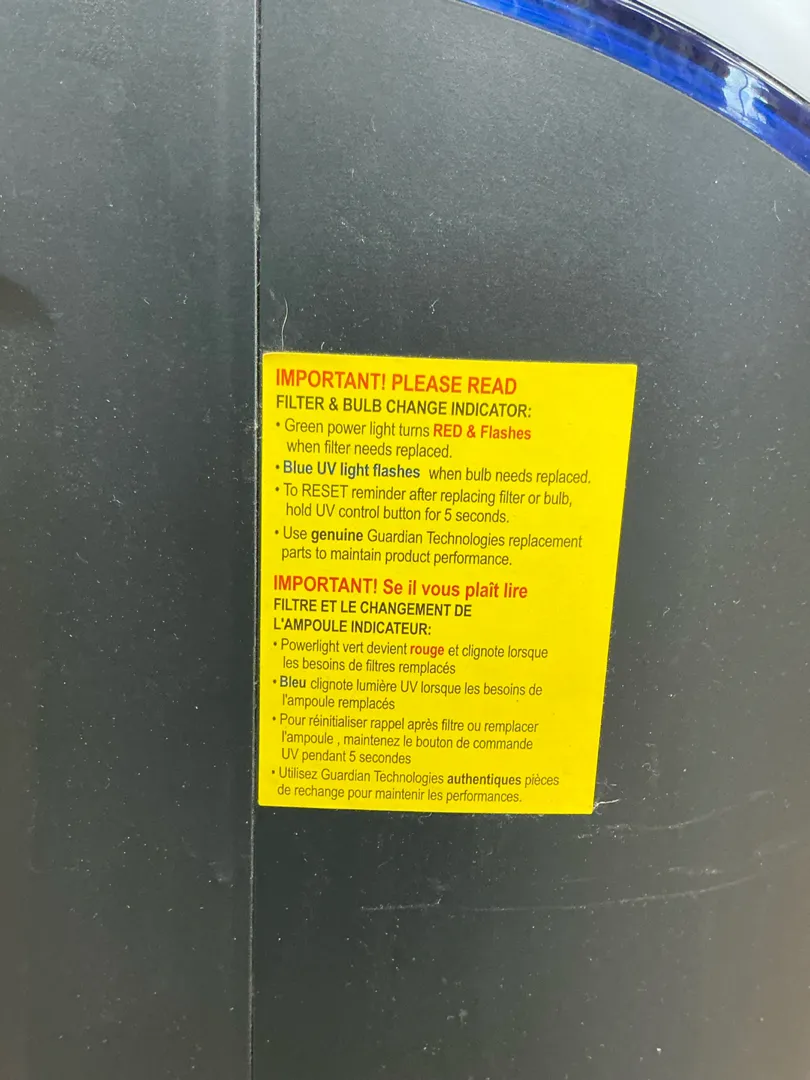 IMPORTANT! PLEASE READ
FILTER & BULB CHANGE INDICATOR:
• Green power light turns RED & Flashes
when filter needs replaced.
• Blue UV light flashes when bulb needs replaced.
• To RESET reminder after replacing filter or bulb,
hold UV control button for 5 seconds.
• Use genuine Guardian Technologies replacement
parts to maintain product performance.
IMPORTANT! Se il vous plaît lire
FILTRE ET LE CHANGEMENT DE
L'AMPOULE INDICATEUR:
• Powerlight vert devient rouge et clignote lorsque
les besoins de filtres remplacés
• Bleu clignote lumière UV lorsque les besoins de
l'ampoule remplacés
• Pour réinitialiser rappel après filtre ou remplacer
l'ampoule , maintenez le bouton de commande
UV pendant 5 secondes
• Utilisez Guardian Technologies authentiques pièces
de rechange pour maintenir les performances.